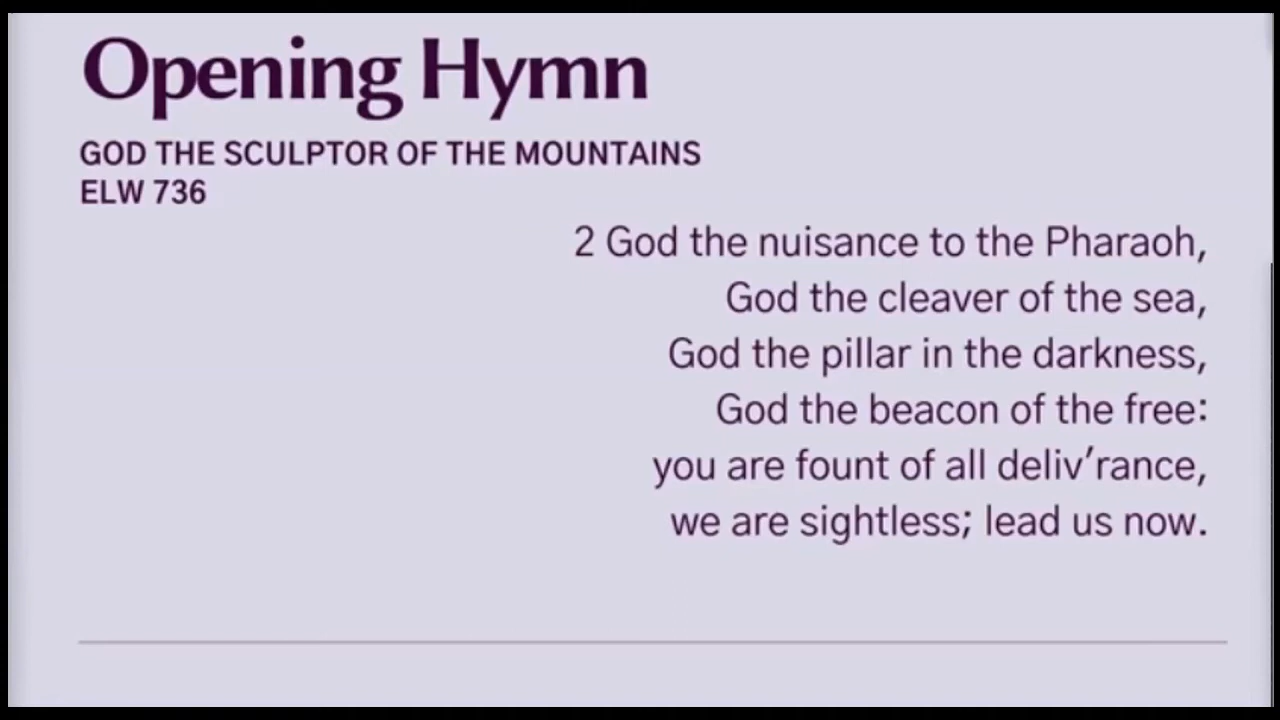 Opening Hymn
GOD THE SCULPTOR OF THE MOUNTAINS
ELW 736
2 God the nuisance to the Pharaoh,
God the cleaver of the sea,
God the pillar in the darkness,
God the beacon of the free:
you are fount of all deliv’rance,
we are sightless; lead us now.